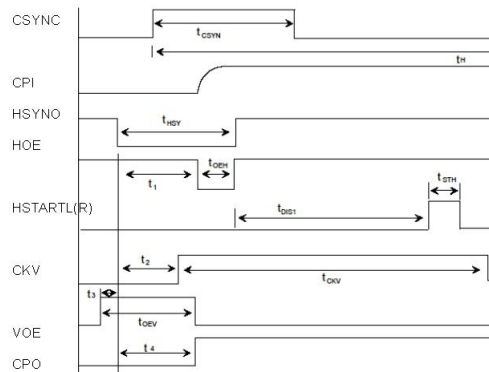 CSYNC
tCSYN
tH
CPI
HSYNO
tHSY
HOE
tOEH
t1
tSTH
HSTARTL(R)
tDIS1
t2
CKV
tCKV
t3
tOEV
VOE
t4
CPO